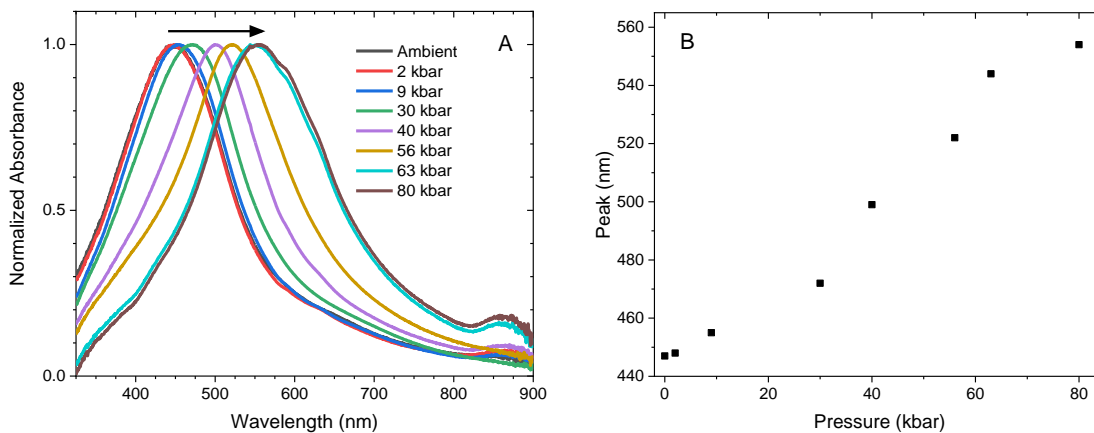 A
Normalized Absorbance
1.0
0.5
0.0
400 500 600 700 800 900
Wavelength (nm)
Ambient
2 kbar
9 kbar
30 kbar
40 kbar
56 kbar
63 kbar
80 kbar
B
Peak (nm)
560
540
520
500
480
460
440
0 20 40 60 80
Pressure (kbar)